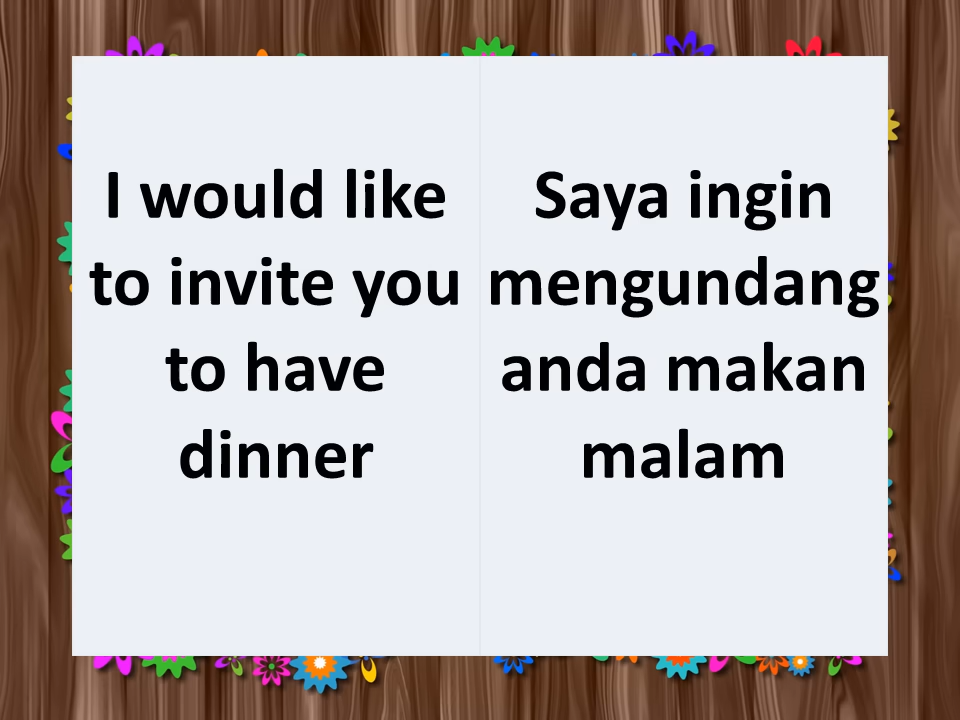 I would like
to invite you
to have
dinner
Saya ingin
mengundang
anda makan
malam